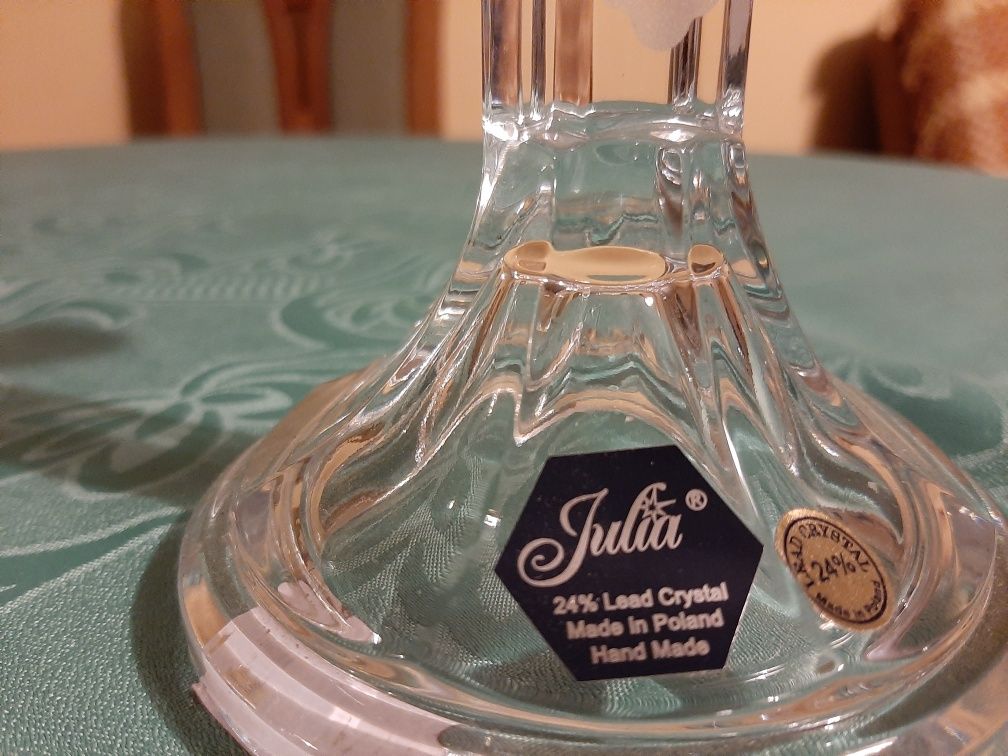 Julia®
24% Lead Crystal
Made In Poland
Hand Made
LEAD CRYSTAL
24%
Made in Poland